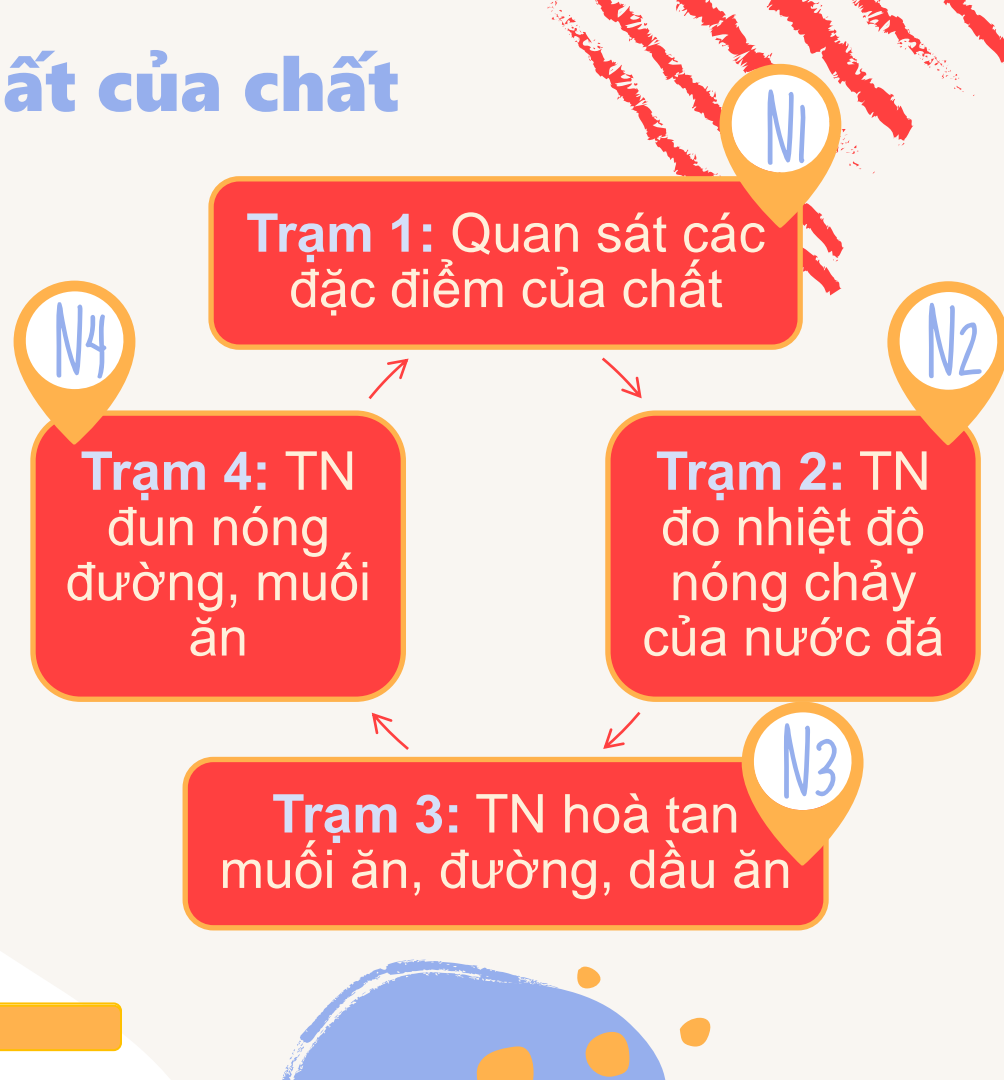 ất của chất
N1
Trạm 1: Quan sát các
đặc điểm của chất
N4
N2
Trạm 4: TN
đun nóng
đường, muối
ăn
Trạm 2: TN
đo nhiệt độ
nóng chảy
của nước đá
N3
Trạm 3: TN hoà tan
muối ăn, đường, dầu ăn